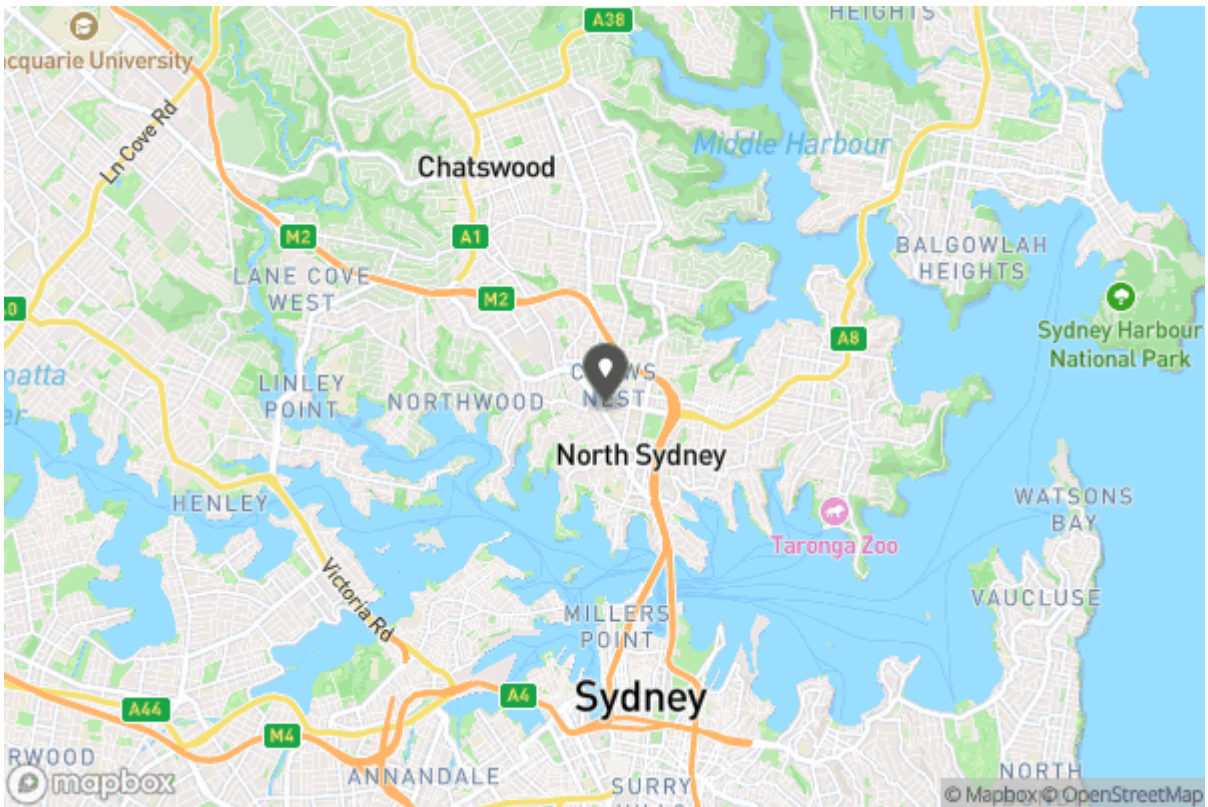 HEIGHTS
A38
acquarie University
Ln Cove Rd
Middle Harbour
Chatswood
M2
A1
BALGOWLAH
HEIGHTS
LANE COVE
WEST
M2
A8
Sydney Harbour
National Park
LINLEY
POINT
NORTHWOOD
NEST
North Sydney
HENLEY
WATSONS
BAY
Taronga Zoo
Victoria Rd
VAUCLUSE
MILLERS
POINT
Sydney
A4
A44
M4
RWOOD
ANNANDALE
SURRY
NORTH
mapbox
© Mapbox © OpenStreetMap